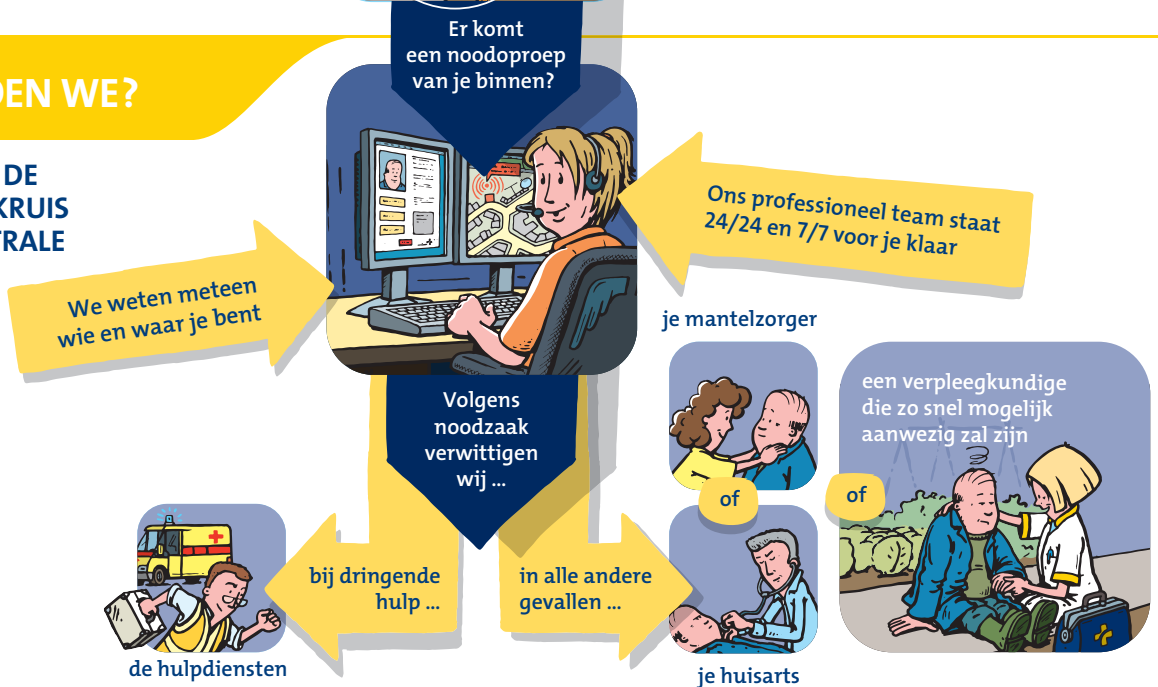 Er komt
een noodoproep
van je binnen?
WE?
DE
TRALE
Ons professioneel team staat
24/24 en 7/7 voor je klaar
We weten meteen
wie en waar je bent
Volgens
noodzaak
verwittigen
wij ...
bij dringende
hulp ...
de hulpdiensten
in alle andere
gevallen ...
je mantelzorger
of
je huisarts
of
een verpleegkundige
die zo snel mogelijk
aanwezig zal zijn